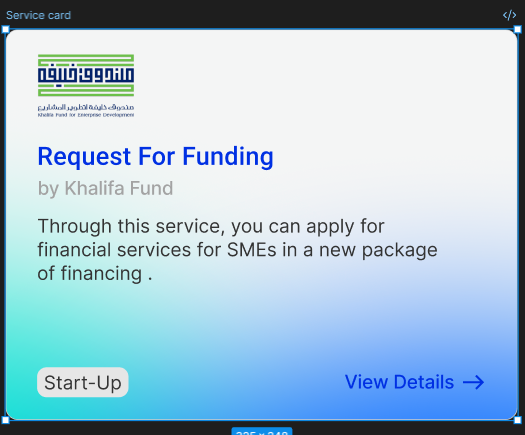 Service card
</>
صندوق خليفة
صندوق خليفة لتطوير المشاريع
Khalifa Fund for Enterprise Development
Request For Funding
by Khalifa Fund
Through this service, you can apply for
financial services for SMEs in a new package
of financing .
Start-Up
View Details →